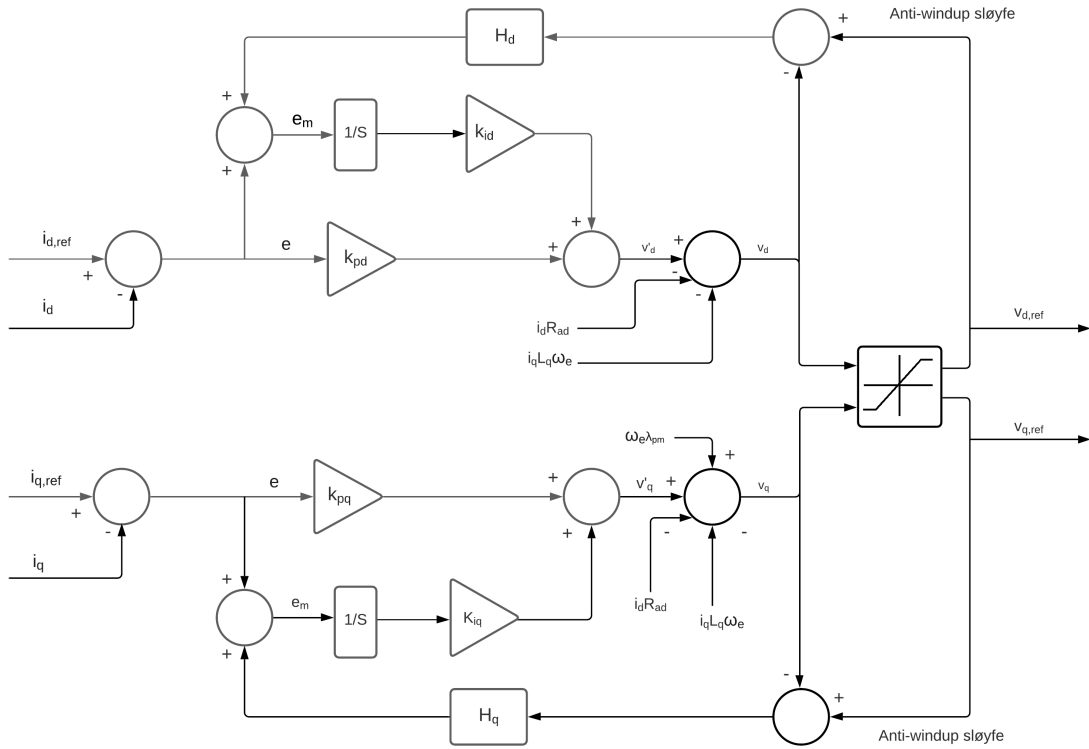 Anti-windup sløyfe
+
H_d
-
+
e_m
1/S
k_id
+
+
i_d,ref
e
k_pd
+
+
v'_d
+
v_d
+
-
-
-
i_d
i_dR_ad
v_d,ref
i_qL_qω_e
ω_eλ_pm
v_q,ref
+
i_q,ref
e
k_pq
+
v'_q
+
v_q
+
-
+
-
-
i_q
+
e_m
1/S
K_iq
i_dR_ad
i_qL_qω_e
+
-
+
H_q
Anti-windup sløyfe